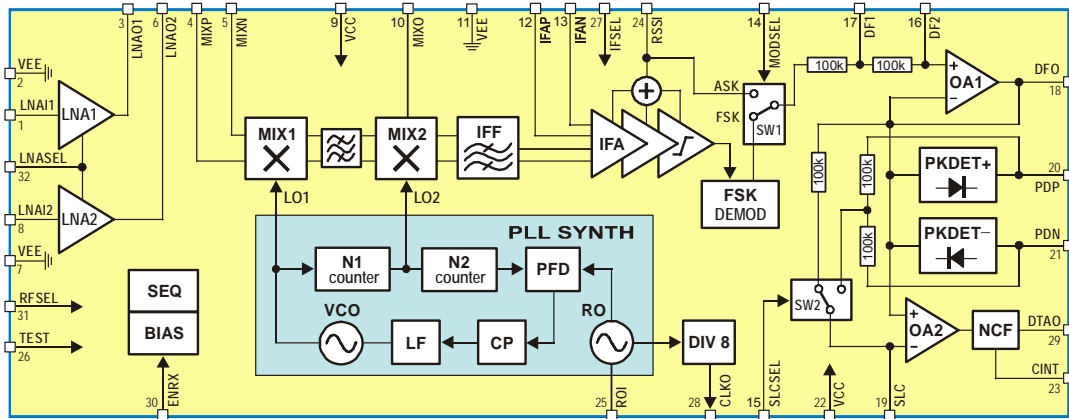 3 LNAO1
6 LNAO2
4 MIXP
5 MIXN
9 VCC
10 MIXO
11 VEE
12 IFAP
13 IFAN
27 IFSEL
24 RSSI
14 MODSEL
17 DF1
16 DF2
VEE
2
LNAI1
1
LNASEL
32
LNAI2
8
VEE
7
RFSEL
31
TEST
26
LNA1
LNA2
MIX1
MIX2
IFF
IFA
+
ASK
FSK
SW1
FSK
DEMOD
100k
100k
+
−
OA1
DFO
18
100k
100k
100k
PKDET+
20
PDP
PKDET−
PDN
21
LO1
LO2
PLL SYNTH
N1
counter
N2
counter
PFD
VCO
LF
CP
RO
DIV 8
SEQ
BIAS
SW2
+
−
OA2
NCF
DTAO
29
CINT
23
30 ENRX
25 ROI
28 CLKO
15 SLCSEL
22 VCC
19 SLC